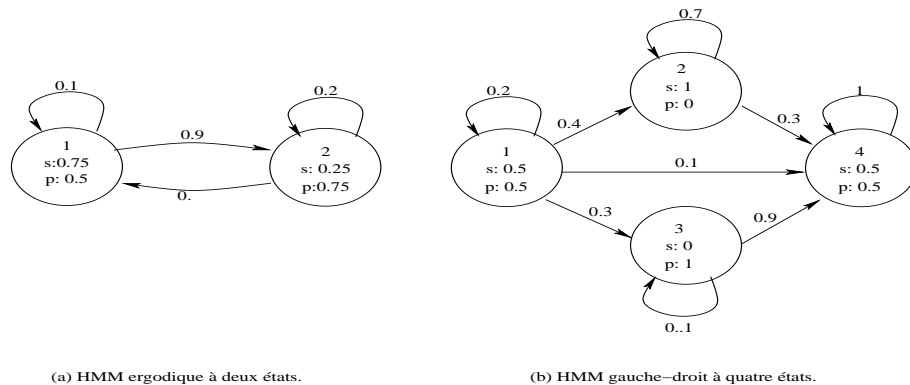 0.1
0.9
0.2
1
s:0.75
p: 0.5
2
s: 0.25
p:0.75
0.
(a) HMM ergodique à deux états.
0.7
2
s: 1
p: 0
0.2
0.4
0.3
1
1
s: 0.5
p: 0.5
0.1
4
s: 0.5
p: 0.5
0.3
3
s: 0
p: 1
0.9
0..1
(b) HMM gauche−droit à quatre états.